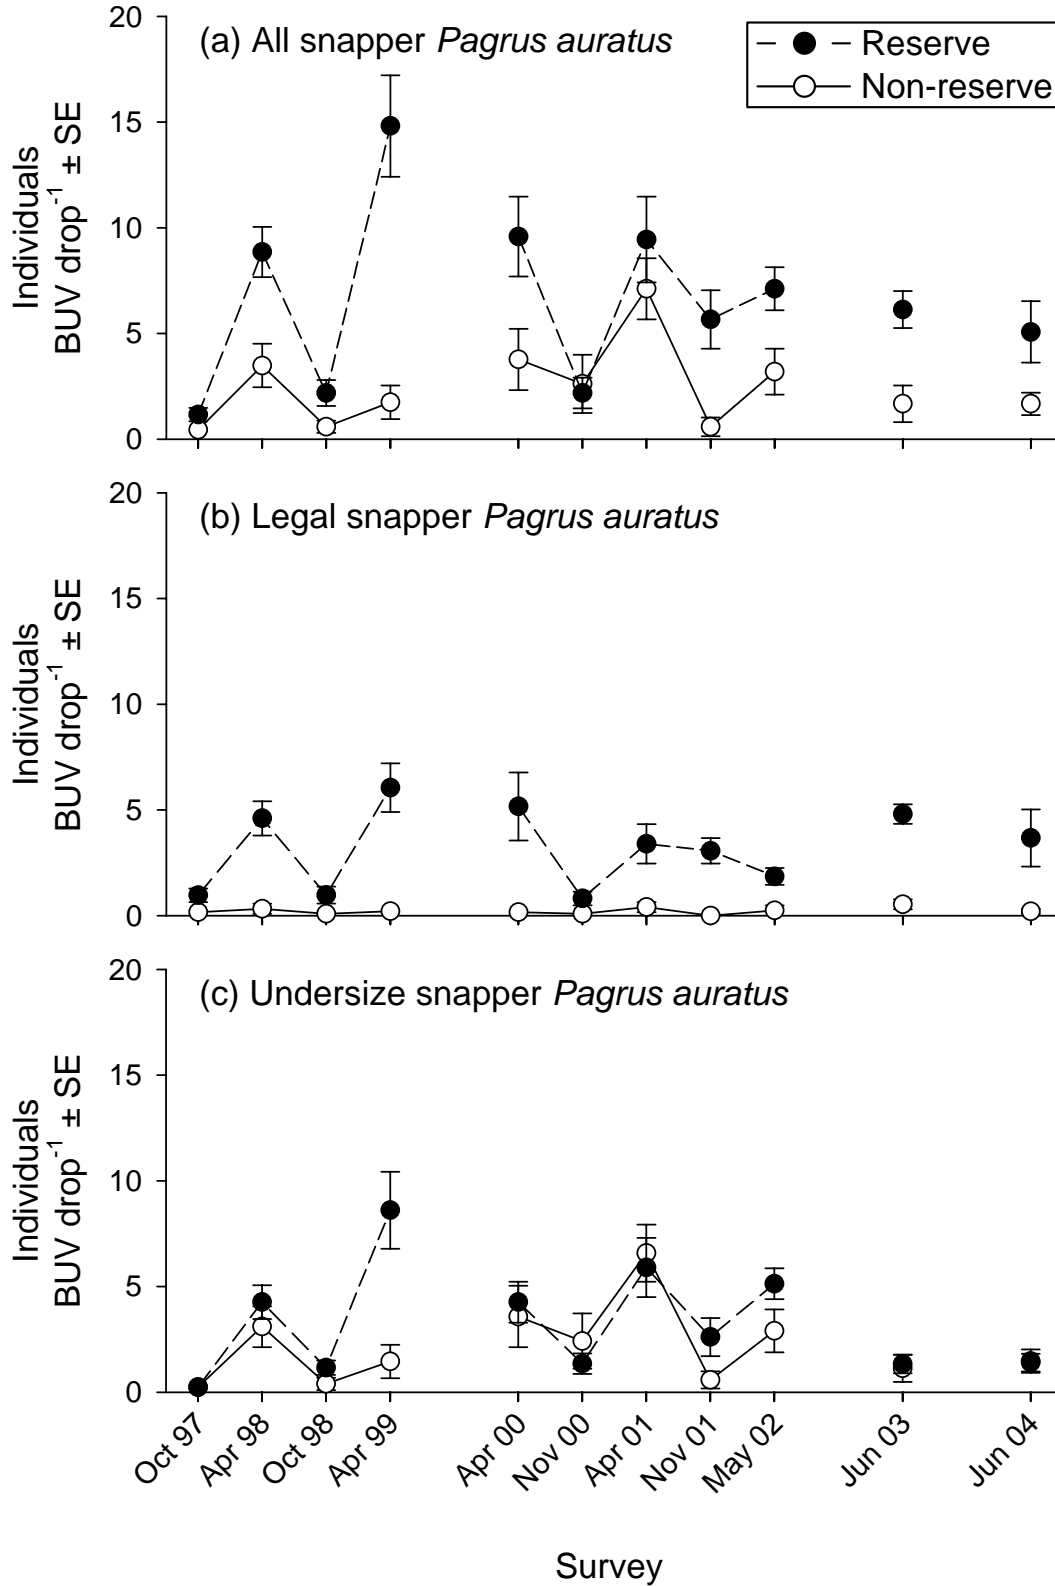 (a) All snapper Pagrus auratus
Reserve
Non-reserve
Individuals
BUV drop⁻¹ ± SE
20
15
10
5
0
(b) Legal snapper Pagrus auratus
Individuals
BUV drop⁻¹ ± SE
20
15
10
5
0
(c) Undersize snapper Pagrus auratus
Individuals
BUV drop⁻¹ ± SE
20
15
10
5
0
Oct 97
Apr 98
Oct 98
Apr 99
Apr 00
Nov 00
Apr 01
Nov 01
May 02
Jun 03
Jun 04
Survey